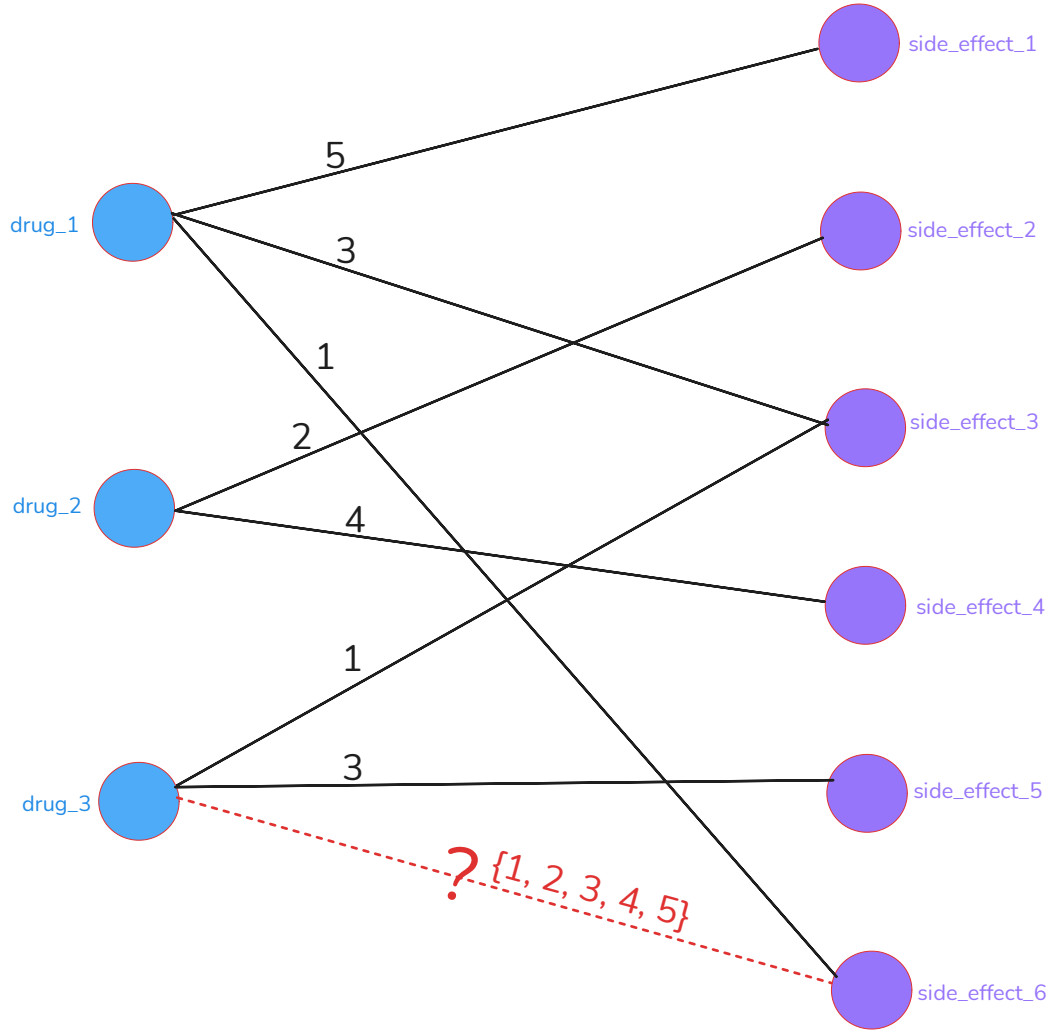 side_effect_1
5
drug_1
side_effect_2
3
1
side_effect_3
2
drug_2
4
side_effect_4
1
3
side_effect_5
drug_3
? {1, 2, 3, 4, 5}
side_effect_6